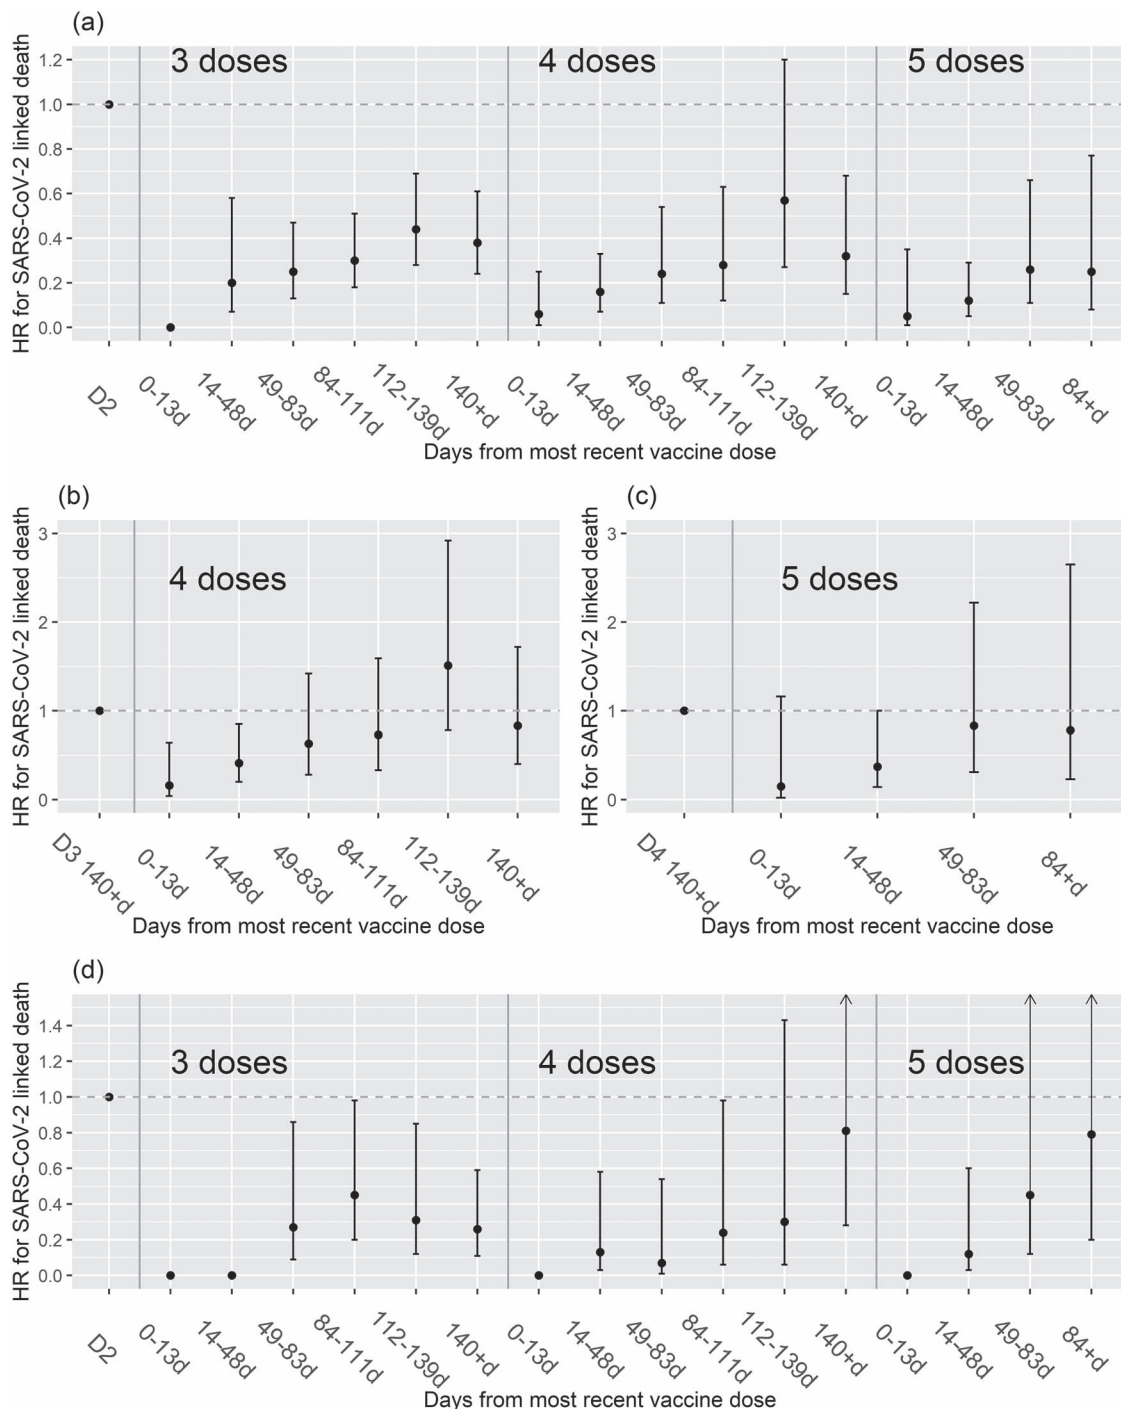 (a)
3 doses 4 doses 5 doses
HR for SARS-CoV-2 linked death
1.2
1.0
0.8
0.6
0.4
0.2
0.0
D2 0-13d 14-48d 49-83d 84-111d 112-139d 140+d 0-13d 14-48d 49-83d 84-111d 112-139d 140+d 0-13d 14-48d 49-83d 84+d
Days from most recent vaccine dose
(b)
4 doses
HR for SARS-CoV-2 linked death
3
2
1
0
D3 140+d 0-13d 14-48d 49-83d 84-111d 112-139d 140+d
Days from most recent vaccine dose
(c)
5 doses
HR for SARS-CoV-2 linked death
3
2
1
0
D4 140+d 0-13d 14-48d 49-83d 84+d
Days from most recent vaccine dose
(d)
3 doses 4 doses 5 doses
HR for SARS-CoV-2 linked death
1.4
1.2
1.0
0.8
0.6
0.4
0.2
0.0
D2 0-13d 14-48d 49-83d 84-111d 112-139d 140+d 0-13d 14-48d 49-83d 84-111d 112-139d 140+d 0-13d 14-48d 49-83d 84+d
Days from most recent vaccine dose